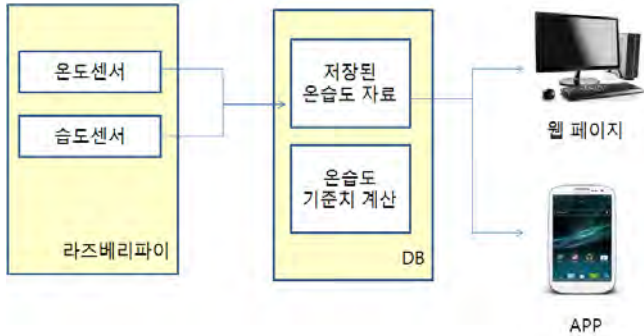 온도센서
습도센서
라즈베리파이
저장된
온습도 자료
온습도
기준치 계산
DB
웹 페이지
APP